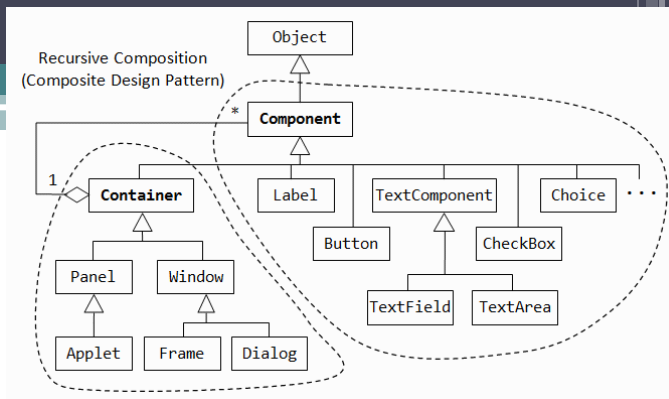 Object
Recursive Composition
(Composite Design Pattern)
*
Component
1
Container
Label
TextComponent
Choice
...
Button
CheckBox
Panel
Window
TextField
TextArea
Applet
Frame
Dialog